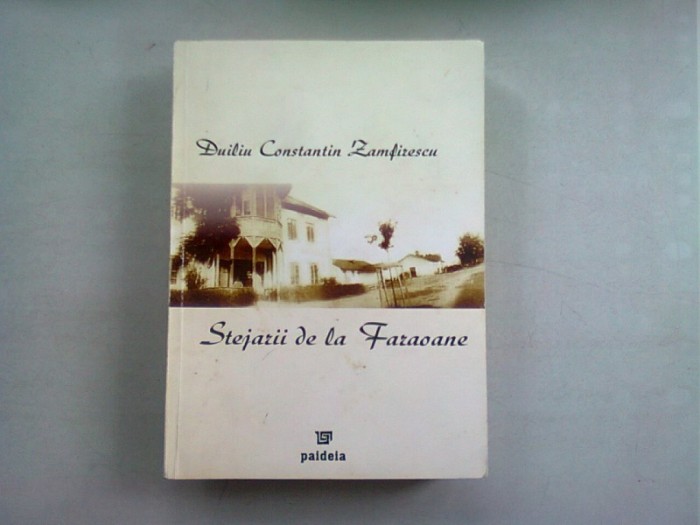 Duiliu Constantin Zamfirescu
Stejarii de la Faraoane
paideia